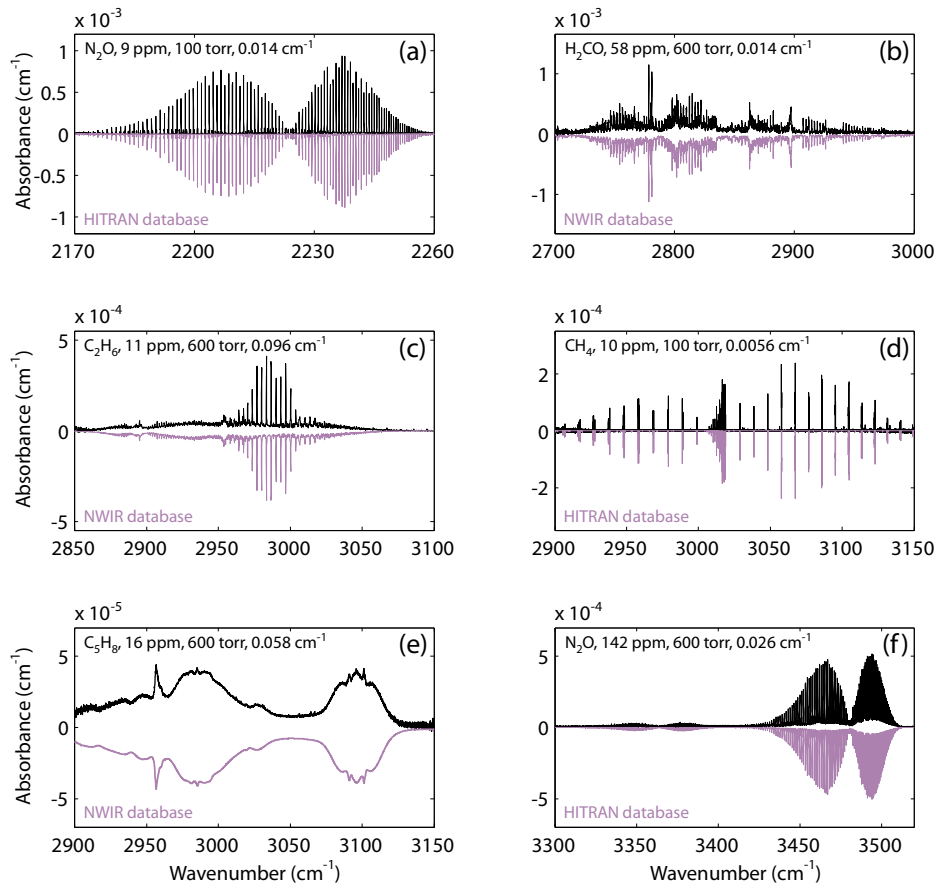 x 10⁻³
N₂O, 9 ppm, 100 torr, 0.014 cm⁻¹
(a)
1
0.5
0
-0.5
-1
Absorbance (cm⁻¹)
HITRAN database
2170
2200
2230
2260
x 10⁻³
H₂CO, 58 ppm, 600 torr, 0.014 cm⁻¹
(b)
1
0
-1
NWIR database
2700
2800
2900
3000
x 10⁻⁴
C₂H₆, 11 ppm, 600 torr, 0.096 cm⁻¹
(c)
5
0
-5
Absorbance (cm⁻¹)
NWIR database
2850
2900
2950
3000
3050
3100
x 10⁻⁴
CH₄, 10 ppm, 100 torr, 0.0056 cm⁻¹
(d)
2
0
-2
HITRAN database
2900
2950
3000
3050
3100
3150
x 10⁻⁵
C₅H₈, 16 ppm, 600 torr, 0.058 cm⁻¹
(e)
5
0
-5
Absorbance (cm⁻¹)
NWIR database
2900
2950
3000
3050
3100
3150
Wavenumber (cm⁻¹)
x 10⁻⁴
N₂O, 142 ppm, 600 torr, 0.026 cm⁻¹
(f)
5
0
-5
HITRAN database
3300
3350
3400
3450
3500
Wavenumber (cm⁻¹)